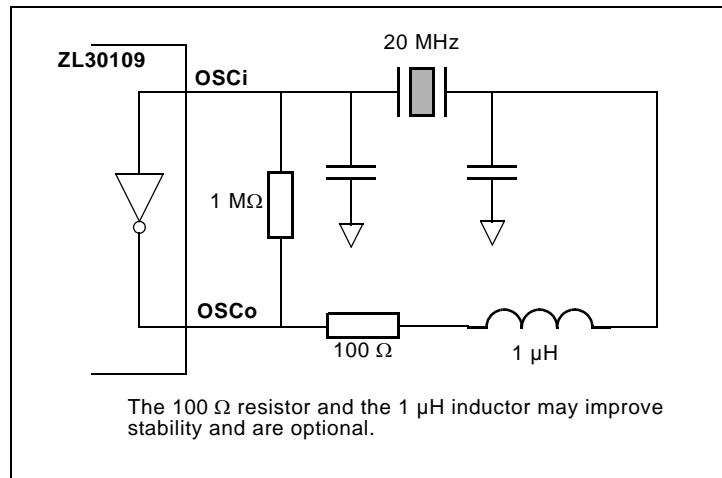 20 MHz
ZL30109
OSCi
1 MΩ
OSCo
100 Ω
1 µH
The 100 Ω resistor and the 1 µH inductor may improve
stability and are optional.